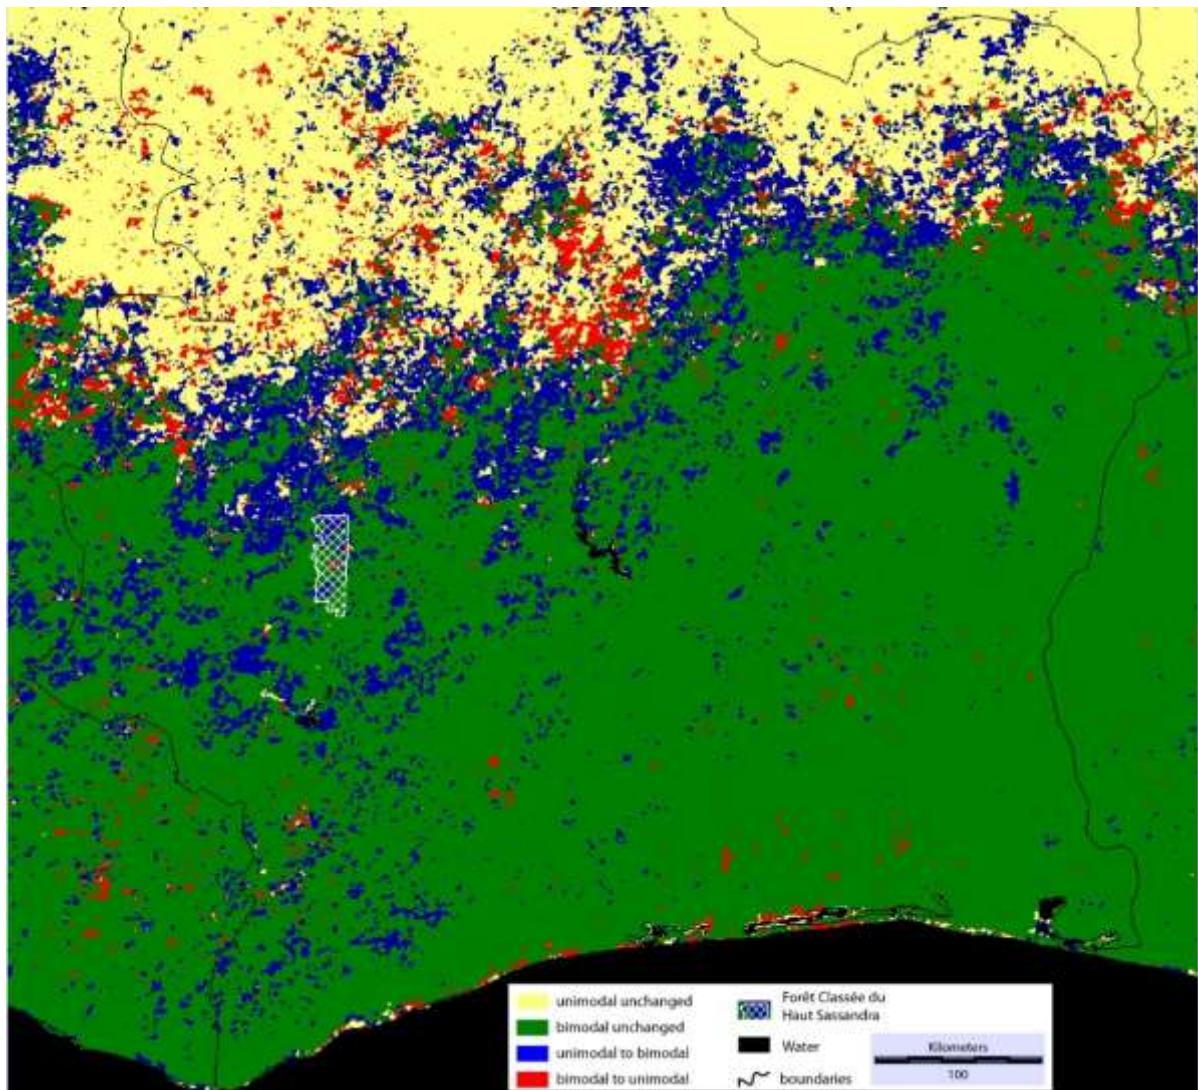 unimodal unchanged
bimodal unchanged
unimodal to bimodal
bimodal to unimodal
Forêt Classée du
Haut Sassandra
Water
boundaries
Kilometers
100